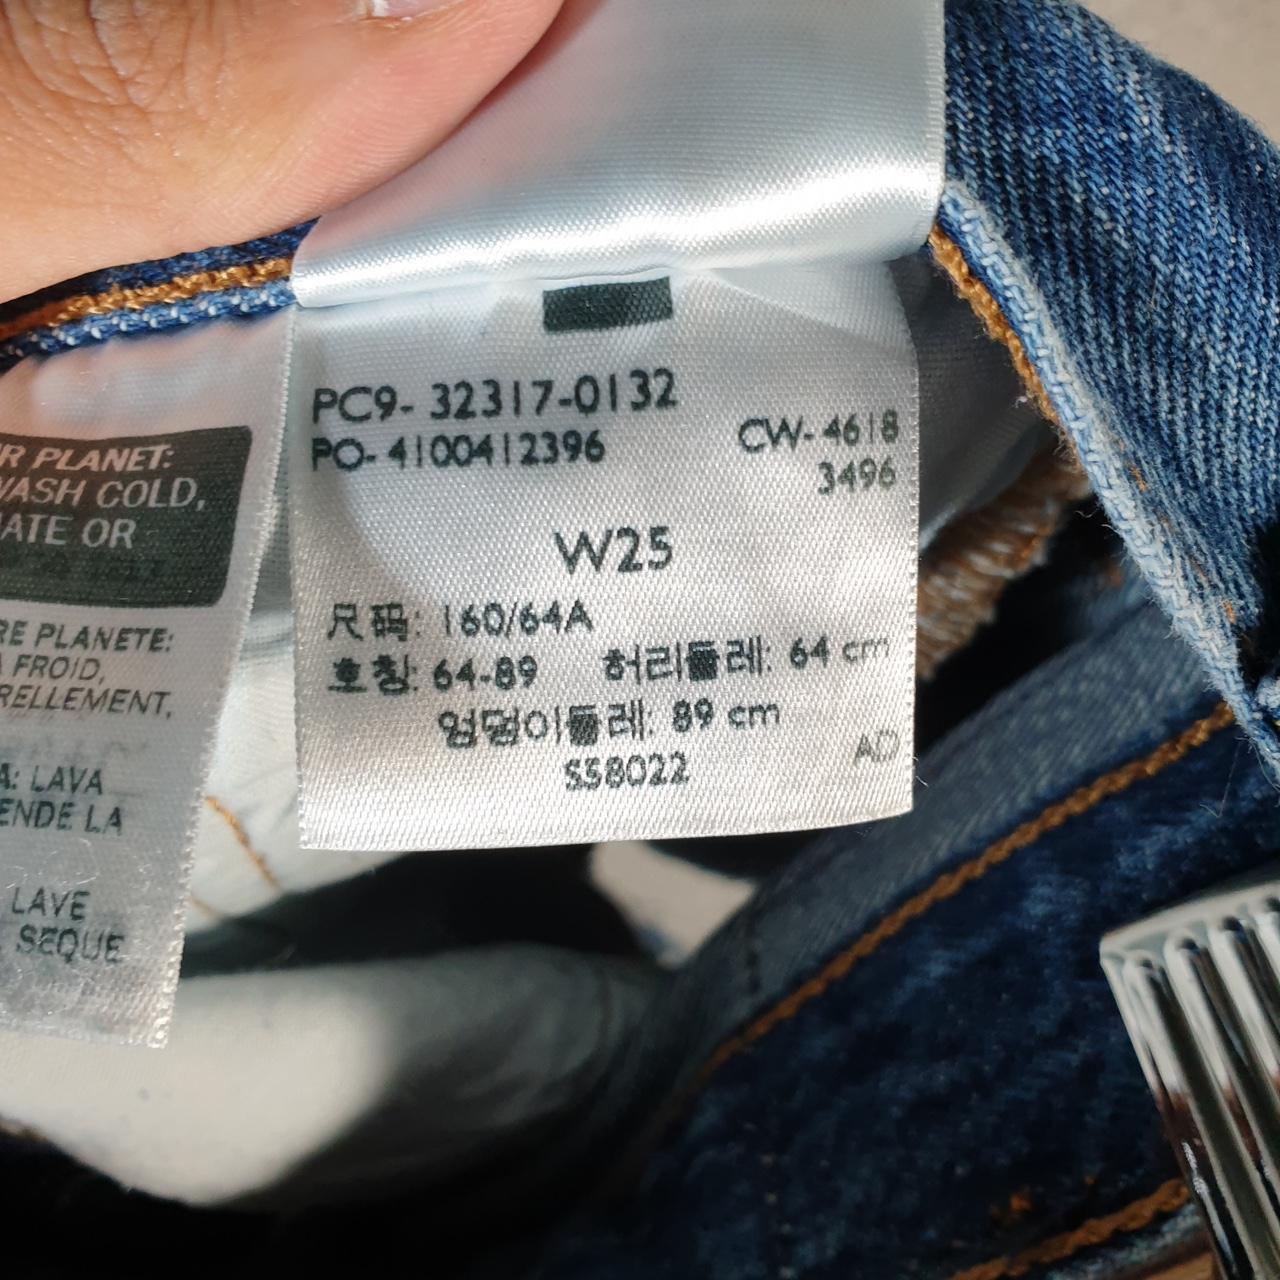 R PLANET:
WASH COLD,
ATE OR
RE PLANETE:
A FROID,
RELLEMENT,
A: LAVA
ENDE LA
LAVE
SEQUE
PC9- 32317-0132
PO- 4100412396
CW- 4618
3496
W25
尺码: 160/64A
호칭: 64-89 허리둘레: 64 cm
엉덩이둘레: 89 cm
S58022
AD